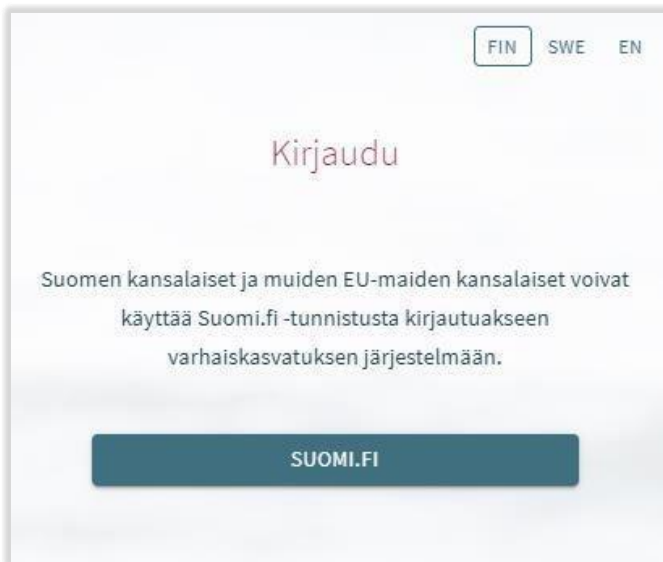 FIN SWE EN
Kirjaudu
Suomen kansalaiset ja muiden EU-maiden kansalaiset voivat
käyttää Suomi.fi -tunnistusta kirjautuakseen
varhaiskasvatuksen järjestelmään.
SUOMI.FI